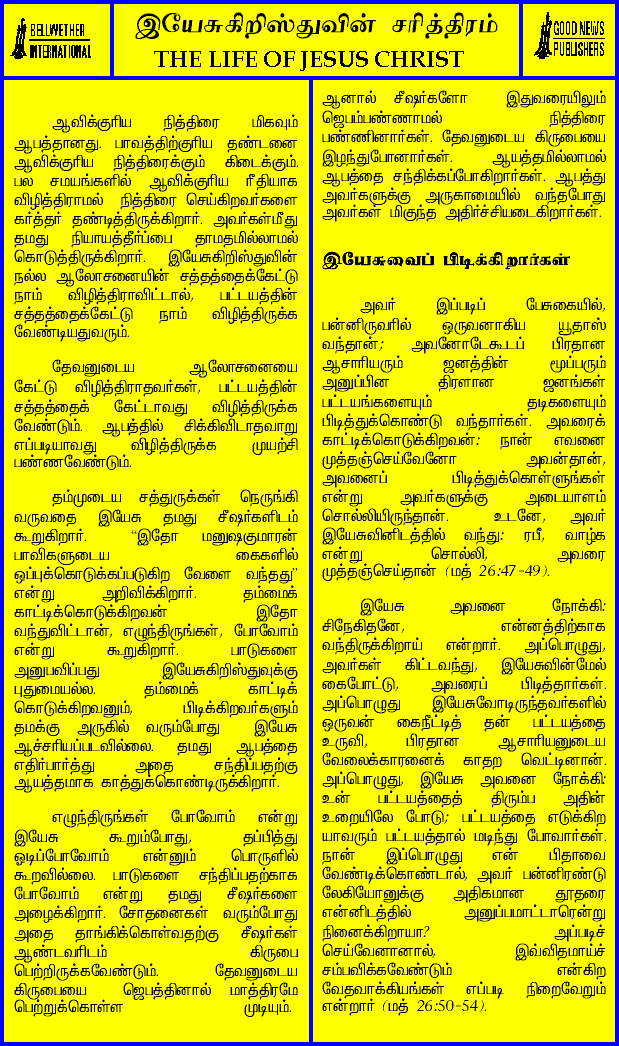 BELLWETHER
INTERNATIONAL
இயேசுகிறிஸ்துவின் சரித்திரம்
THE LIFE OF JESUS CHRIST
GOOD NEWS
PUBLISHERS
ஆவிக்குரிய நித்திரை மிகவும்
ஆபத்தானது. பாவத்திற்குரிய தண்டனை
ஆவிக்குரிய நித்திரைக்கும் கிடைக்கும்.
பல சமயங்களில் ஆவிக்குரிய ரீதியாக
விழித்திராமல் நித்திரை செய்கிறவர்களை
கர்த்தர் தண்டித்திருக்கிறார். அவர்கள்மீது
தமது நியாயத்தீர்ப்பை தாமதமில்லாமல்
கொடுத்திருக்கிறார். இயேசுகிறிஸ்துவின்
நல்ல ஆலோசனையின் சத்தத்தைக்கேட்டு
நாம் விழித்திராவிட்டால், பட்டயத்தின்
சத்தத்தைக்கேட்டு நாம் விழித்திருக்க
வேண்டியதுவரும்.
தேவனுடைய ஆலோசனையை
கேட்டு விழித்திராதவர்கள், பட்டயத்தின்
சத்தத்தைக் கேட்டாவது விழித்திருக்க
வேண்டும். ஆபத்தில் சிக்கிவிடாதவாறு
எப்படியாவது விழித்திருக்க முயற்சி
பண்ணவேண்டும்.
தம்முடைய சத்துருக்கள் நெருங்கி
வருவதை இயேசு தமது சீஷர்களிடம்
கூறுகிறார். “இதோ மனுஷகுமாரன்
பாவிகளுடைய கைகளில்
ஒப்புக்கொடுக்கப்படுகிற வேளை வந்தது”
என்று அறிவிக்கிறார். தம்மைக்
காட்டிக்கொடுக்கிறவன் இதோ
வந்துவிட்டான், எழுந்திருங்கள், போவோம்
என்று கூறுகிறார். பாடுகளை
அனுபவிப்பது இயேசுகிறிஸ்துவுக்கு
புதுமையல்ல. தம்மைக் காட்டிக்
கொடுக்கிறவனும், பிடிக்கிறவர்களும்
தமக்கு அருகில் வரும்போது இயேசு
ஆச்சரியப்படவில்லை. தமது ஆபத்தை
எதிர்பார்த்து அதை சந்திப்பதற்கு
ஆயத்தமாக காத்துக்கொண்டிருக்கிறார்.
எழுந்திருங்கள் போவோம் என்று
இயேசு கூறும்போது, தப்பித்து
ஓடிப்போவோம் என்னும் பொருளில்
கூறவில்லை. பாடுகளை சந்திப்பதற்காக
போவோம் என்று தமது சீஷர்களை
அழைக்கிறார். சோதனைகள் வரும்போது
அதை தாங்கிக்கொள்வதற்கு சீஷர்கள்
ஆண்டவரிடம் கிருபை
பெற்றிருக்கவேண்டும். தேவனுடைய
கிருபையை ஜெபத்தினால் மாத்திரமே
பெற்றுக்கொள்ள முடியும்.
ஆனால் சீஷர்களோ இதுவரையிலும்
ஜெபம்பண்ணாமல் நித்திரை
பண்ணினார்கள். தேவனுடைய கிருபையை
இழந்துபோனார்கள். ஆயத்தமில்லாமல்
ஆபத்தை சந்திக்கப்போகிறார்கள். ஆபத்து
அவர்களுக்கு அருகாமையில் வந்தபோது
அவர்கள் மிகுந்த அதிர்ச்சியடைகிறார்கள்.
இயேசுவைப் பிடிக்கிறார்கள்
அவர் இப்படிப் பேசுகையில்,
பன்னிருவரில் ஒருவனாகிய யூதாஸ்
வந்தான்; அவனோடேகூடப் பிரதான
ஆசாரியரும் ஜனத்தின் மூப்பரும்
அனுப்பின திரளான ஜனங்கள்
பட்டயங்களையும் தடிகளையும்
பிடித்துக்கொண்டு வந்தார்கள். அவரைக்
காட்டிக்கொடுக்கிறவன்: நான் எவனை
முத்தஞ்செய்வேனோ அவன்தான்,
அவனைப் பிடித்துக்கொள்ளுங்கள்
என்று அவர்களுக்கு அடையாளம்
சொல்லியிருந்தான். உடனே, அவர்
இயேசுவினிடத்தில் வந்து: ரபீ, வாழ்க
என்று சொல்லி, அவரை
முத்தஞ்செய்தான் (மத் 26:47-49).
இயேசு அவனை நோக்கி:
சிநேகிதனே, என்னத்திற்காக
வந்திருக்கிறாய் என்றார். அப்பொழுது,
அவர்கள் கிட்டவந்து, இயேசுவின்மேல்
கைபோட்டு, அவரைப் பிடித்தார்கள்.
அப்பொழுது இயேசுவோடிருந்தவர்களில்
ஒருவன் கைநீட்டித் தன் பட்டயத்தை
உருவி, பிரதான ஆசாரியனுடைய
வேலைக்காரனைக் காதற வெட்டினான்.
அப்பொழுது, இயேசு அவனை நோக்கி:
உன் பட்டயத்தைத் திரும்ப அதின்
உறையிலே போடு; பட்டயத்தை எடுக்கிற
யாவரும் பட்டயத்தால் மடிந்து போவார்கள்.
நான் இப்பொழுது என் பிதாவை
வேண்டிக்கொண்டால், அவர் பன்னிரண்டு
லேகியோனுக்கு அதிகமான தூதரை
என்னிடத்தில் அனுப்பமாட்டாரென்று
நினைக்கிறாயா? அப்படிச்
செய்வேனானால், இவ்விதமாய்ச்
சம்பவிக்கவேண்டும் என்கிற
வேதவாக்கியங்கள் எப்படி நிறைவேறும்
என்றார் (மத் 26:50-54).